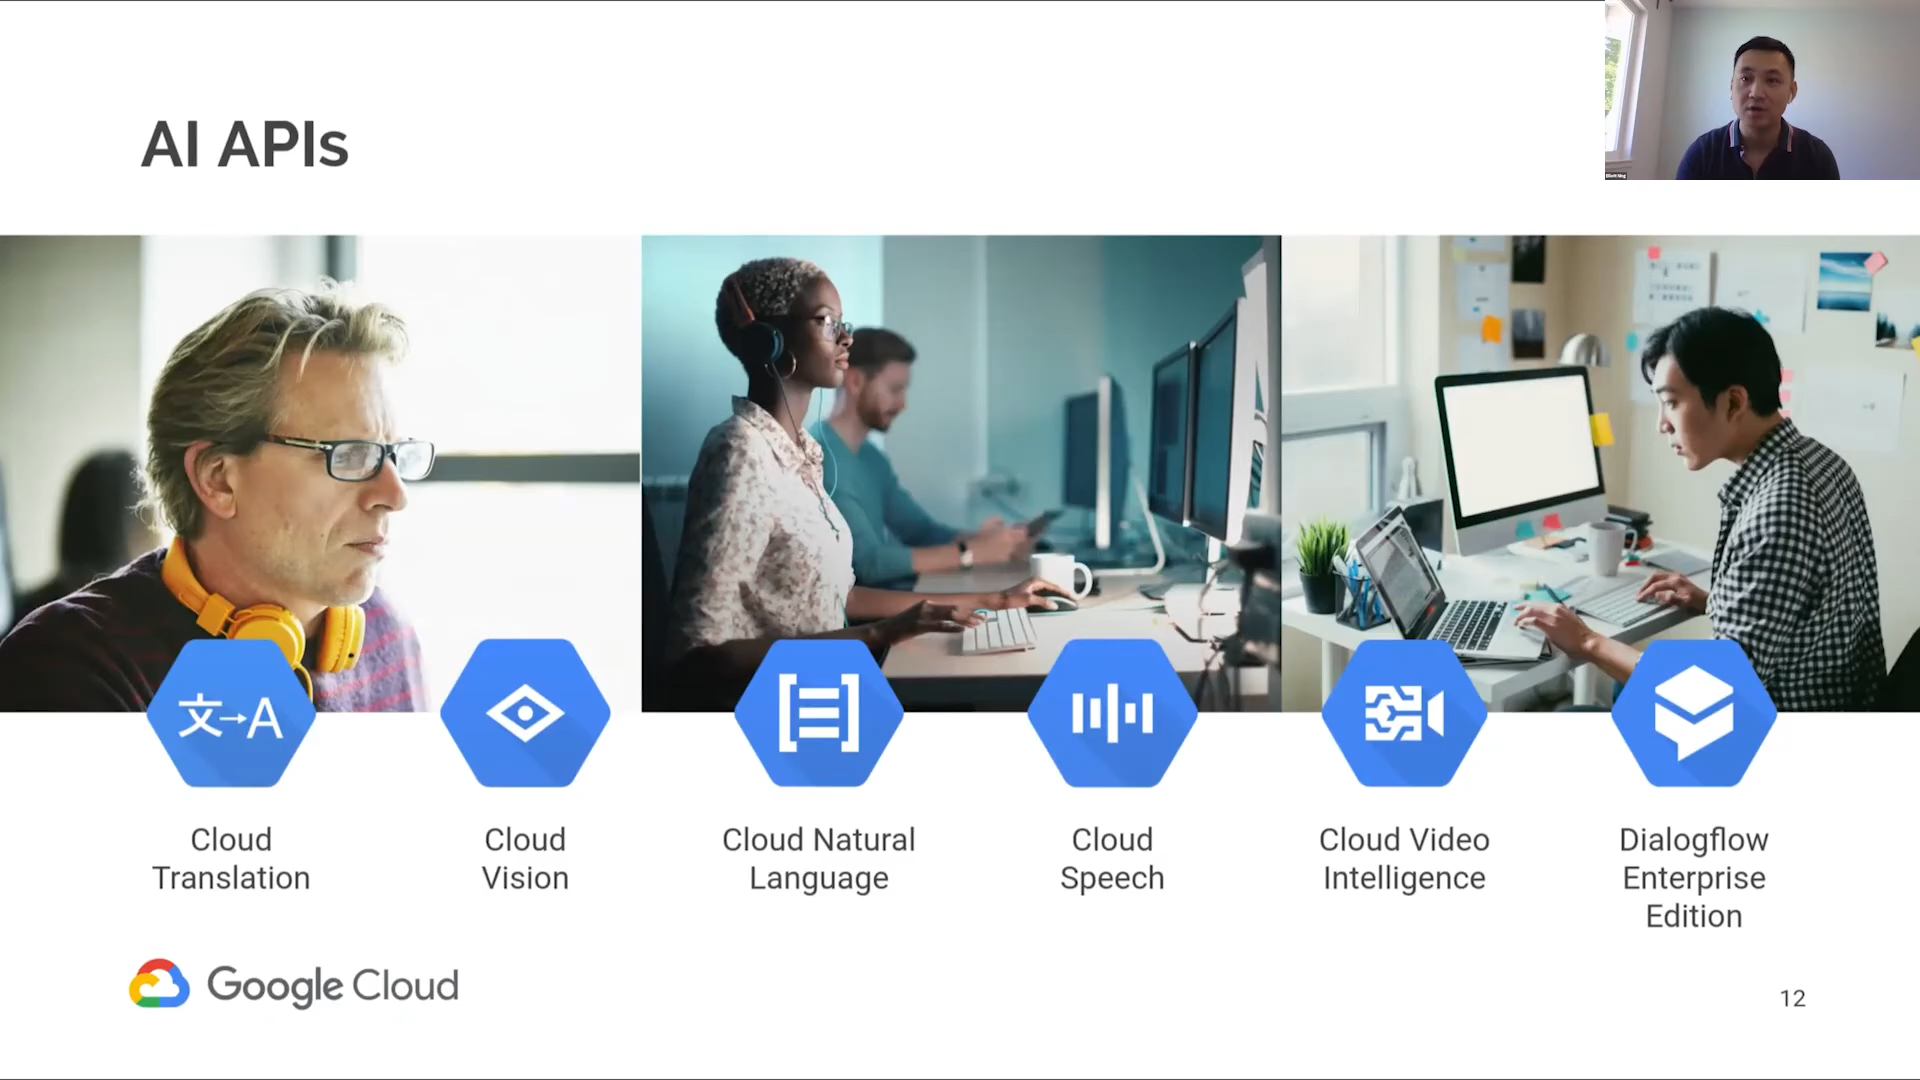 AI APIs
文→A
Cloud
Translation
Cloud
Vision
Cloud Natural
Language
Cloud
Speech
Cloud Video
Intelligence
Dialogflow
Enterprise
Edition
Google Cloud
12